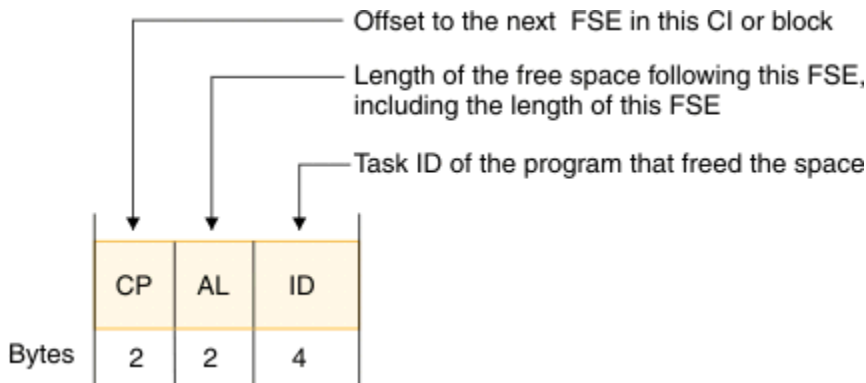 Offset to the next FSE in this CI or block
Length of the free space following this FSE,
including the length of this FSE
Task ID of the program that freed the space
CP AL ID
Bytes 2 2 4